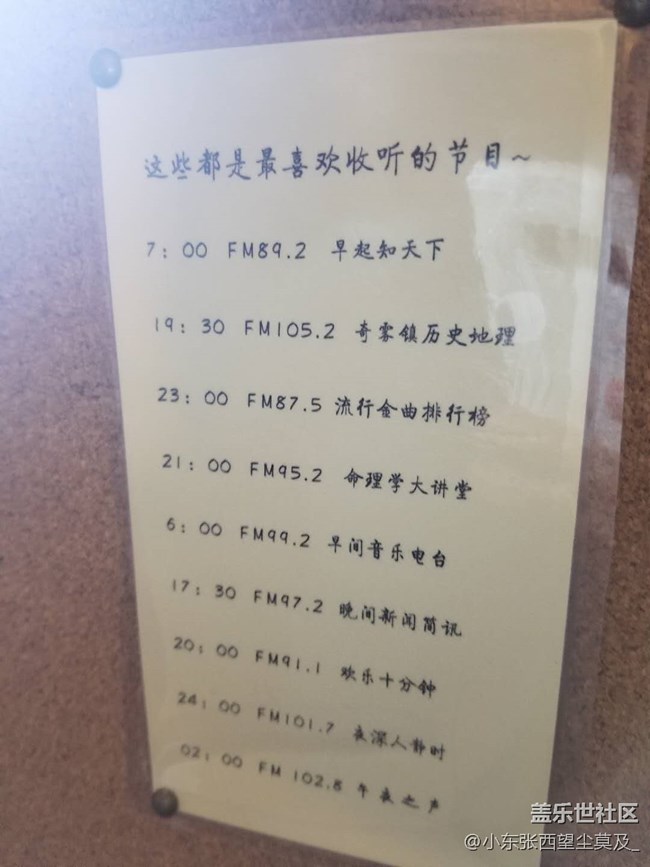 这些都是最喜欢收听的节目~
7：00 FM89.2 早起知天下
19：30 FM105.2 奇雾镇历史地理
23：00 FM87.5 流行金曲排行榜
21：00 FM95.2 命理学大讲堂
6：00 FM99.2 早间音乐电台
17：30 FM97.2 晚间新闻简讯
20：00 FM91.1 欢乐十分钟
24：00 FM101.7 夜深人静时
02：00 FM 102.8 午夜之声
盖乐世社区
@小东张西望尘莫及_